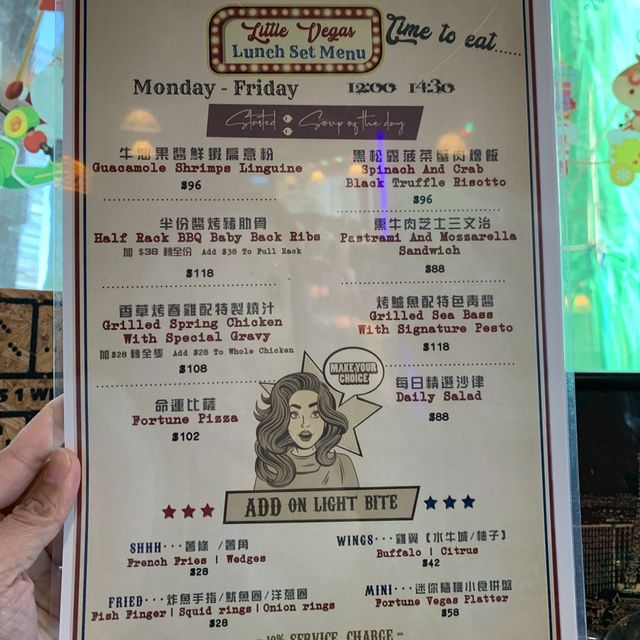 Little Vegas
Lunch Set Menu
Time to eat......
Monday - Friday 12:00 14:30
Started : Soup of the day
牛油果醬鮮蝦扁意粉
Guacamole Shrimps Linguine
$96
黑松露菠菜蟹肉燴飯
Spinach And Crab
Black Truffle Risotto
$96
半份醬烤豬肋骨
Half Rack BBQ Baby Back Ribs
加 $38 轉全份 Add $38 To Full Rack
$118
熏牛肉芝士三文治
Pastrami And Mozzarella
Sandwich
$88
香草烤春雞配特製燒汁
Grilled Spring Chicken
With Special Gravy
加$28 轉全隻 Add $28 To Whole Chicken
$108
烤鱸魚配特色青醬
Grilled Sea Bass
With Signature Pesto
$118
MAKE YOUR
CHOICE
命運比薩
Fortune Pizza
$102
每日精選沙律
Daily Salad
$88
ADD ON LIGHT BITE
SHHH···薯條 /薯角
French Fries | Wedges
$28
WINGS···雞翼 [水牛城/柚子]
Buffalo | Citrus
$42
FRIED···炸魚手指/魷魚圈/洋蔥圈
Fish Finger | Squid rings | Onion rings
$28
MINI···迷你隨機小食拼盤
Fortune Vegas Platter
$58
10% SERVICE CHARGE